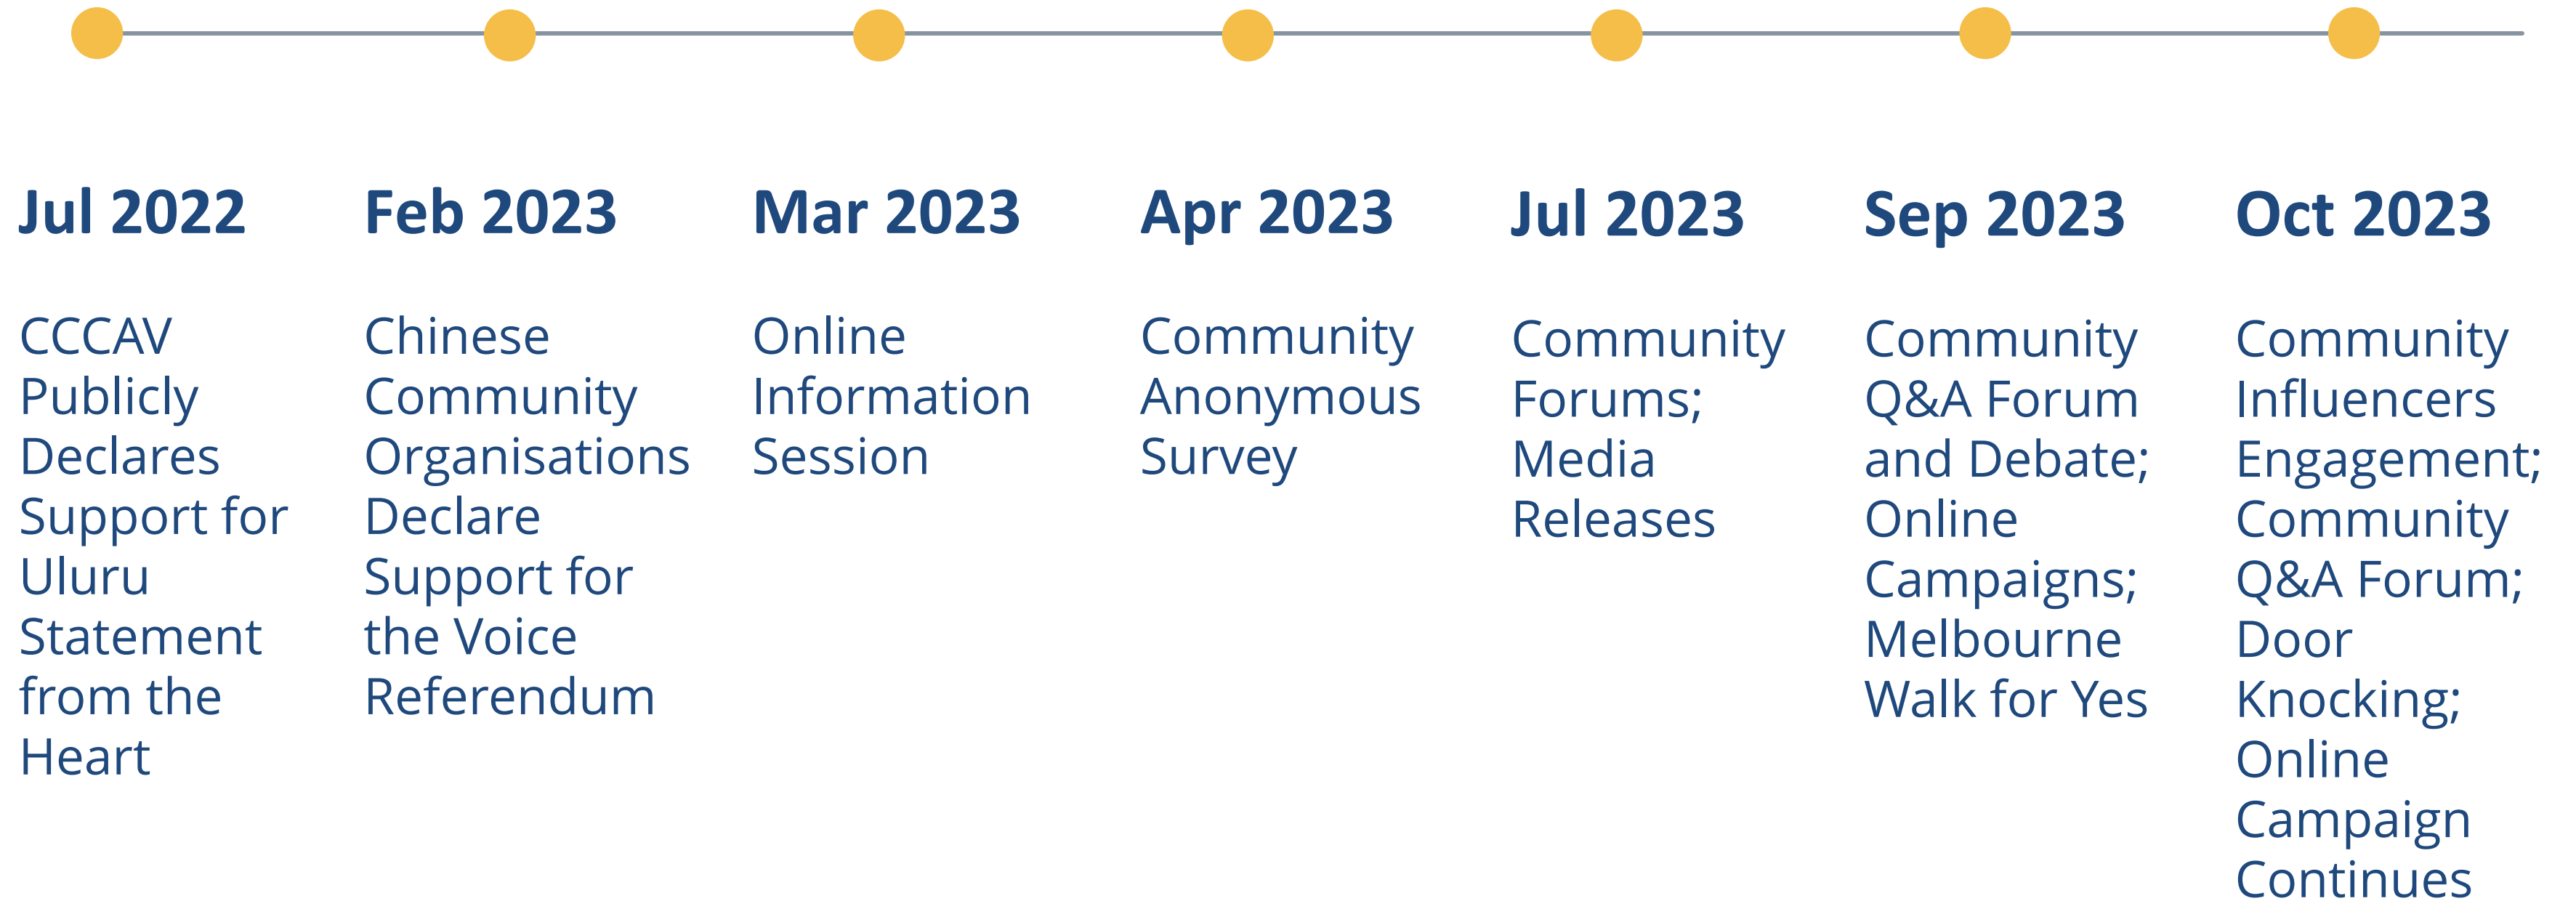 Jul 2022
CCCAV
Publicly
Declares
Support for
Uluru
Statement
from the
Heart
Feb 2023
Chinese
Community
Organisations
Declare
Support for
the Voice
Referendum
Mar 2023
Online
Information
Session
Apr 2023
Community
Anonymous
Survey
Jul 2023
Community
Forums;
Media
Releases
Sep 2023
Community
Q&A Forum
and Debate;
Online
Campaigns;
Melbourne
Walk for Yes
Oct 2023
Community
Influencers
Engagement;
Community
Q&A Forum;
Door
Knocking;
Online
Campaign
Continues